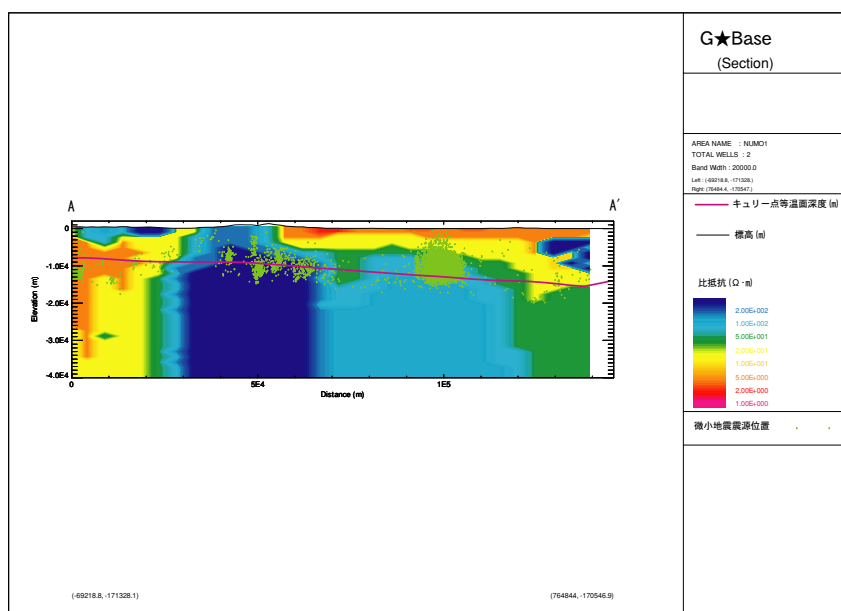 G★Base
(Section)
AREA NAME : NUMO1
TOTAL WELLS : 2
Band Width : 20000.0
Left : (-69218.8, -171328.)
Right: (76484.4, -170547.)
キュリー点等温面深度 (m)
標高 (m)
比抵抗 (Ω-m)
2.00E+002
1.00E+002
5.00E+001
2.00E+001
1.00E+001
5.00E+000
2.00E+000
1.00E+000
微小地震震源位置
A
A′
0
-1.0E4
-2.0E4
-3.0E4
-4.0E4
Elevation (m)
0
5E4
1E5
Distance (m)
(-69218.8, -171328.1)
(764844, -170546.9)